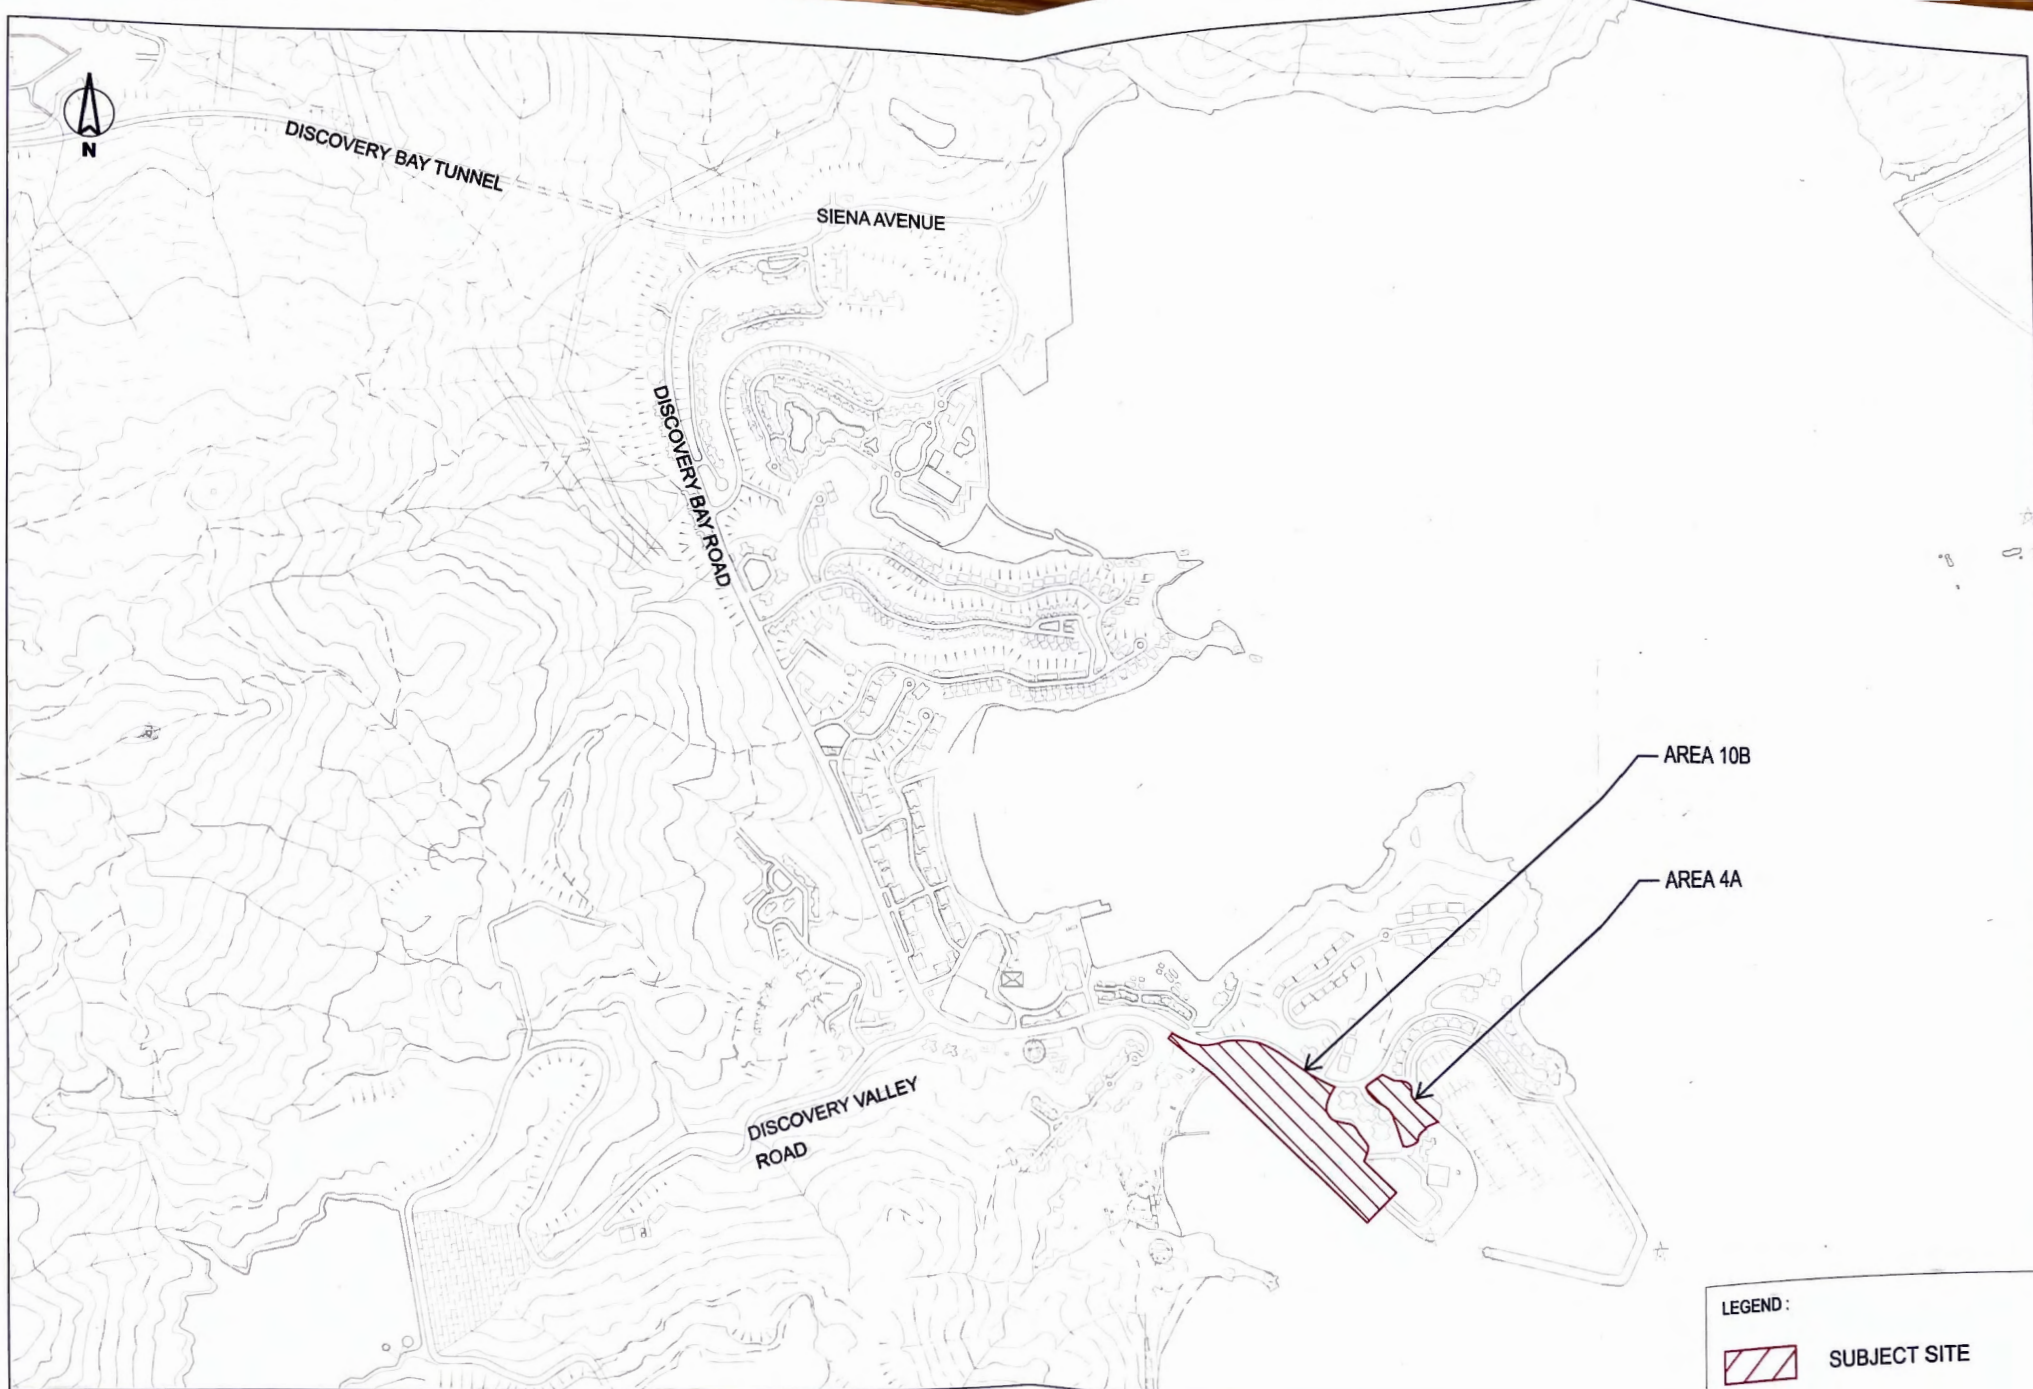 N
DISCOVERY BAY TUNNEL
SIENA AVENUE
DISCOVERY BAY ROAD
AREA 10B
AREA 4A
DISCOVERY VALLEY
ROAD
LEGEND :
SUBJECT SITE